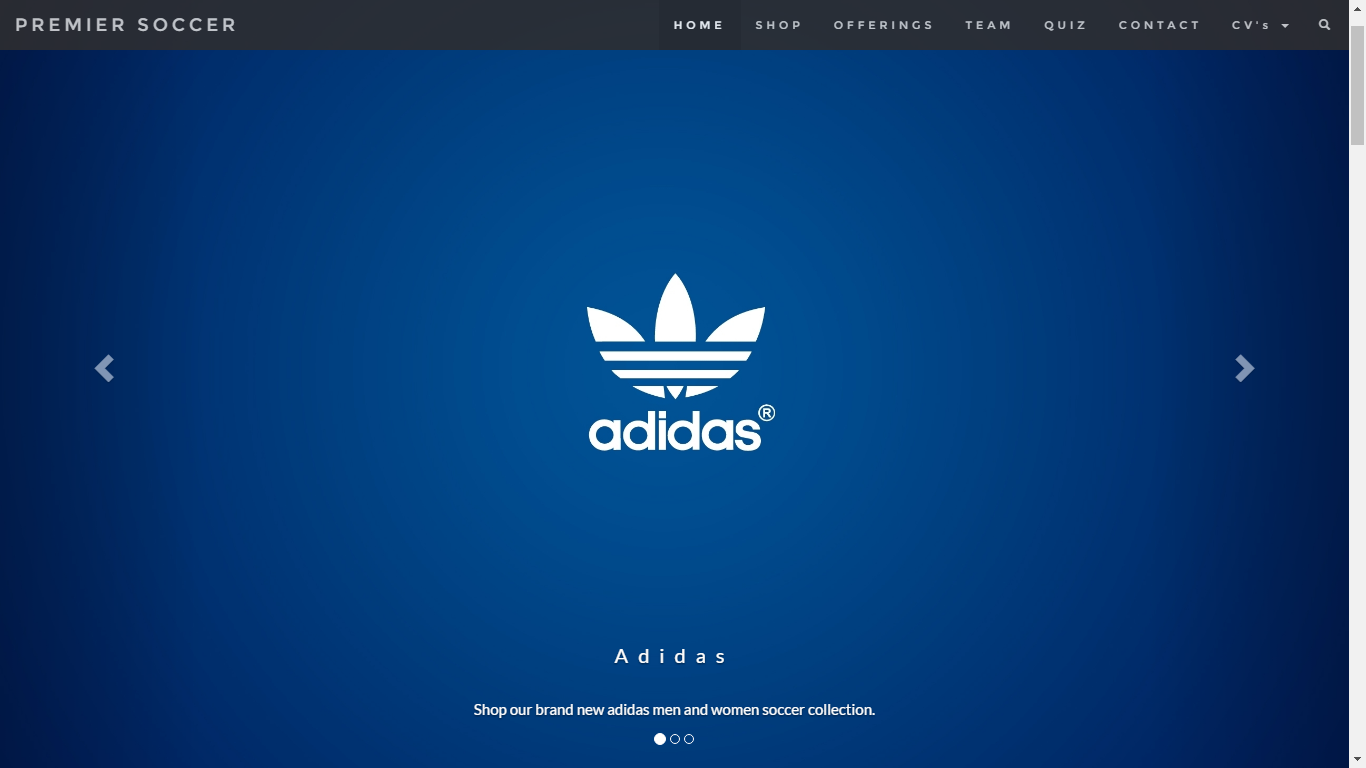 PREMIER SOCCER HOME SHOP OFFERINGS TEAM QUIZ CONTACT CV's
adidas®
Adidas
Shop our brand new adidas men and women soccer collection.